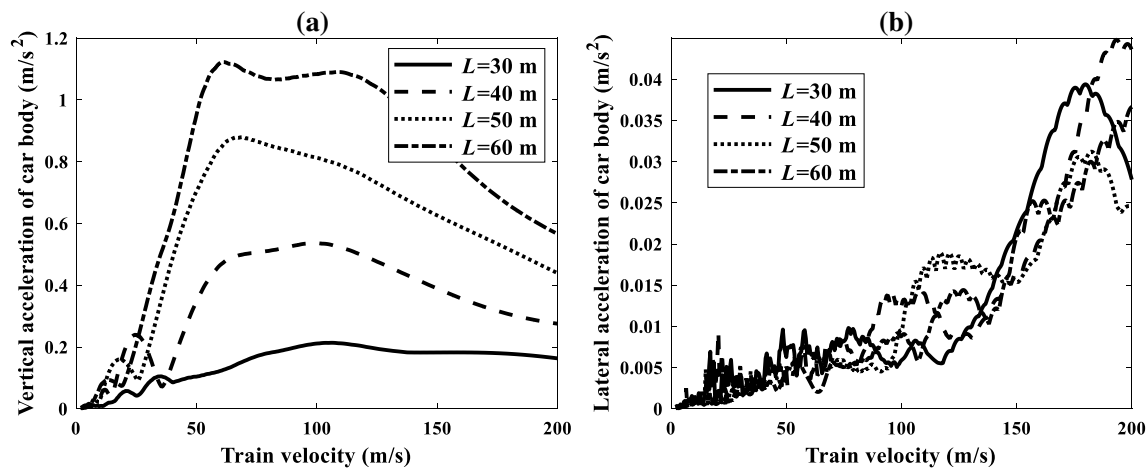 (a)
Vertical acceleration of car body (m/s²)
1.2
1
0.8
0.6
0.4
0.2
0
L=30 m
L=40 m
L=50 m
L=60 m
0 50 100 150 200
Train velocity (m/s)
(b)
Lateral acceleration of car body (m/s²)
0.04
0.035
0.03
0.025
0.02
0.015
0.01
0.005
0
L=30 m
L=40 m
L=50 m
L=60 m
0 50 100 150 200
Train velocity (m/s)